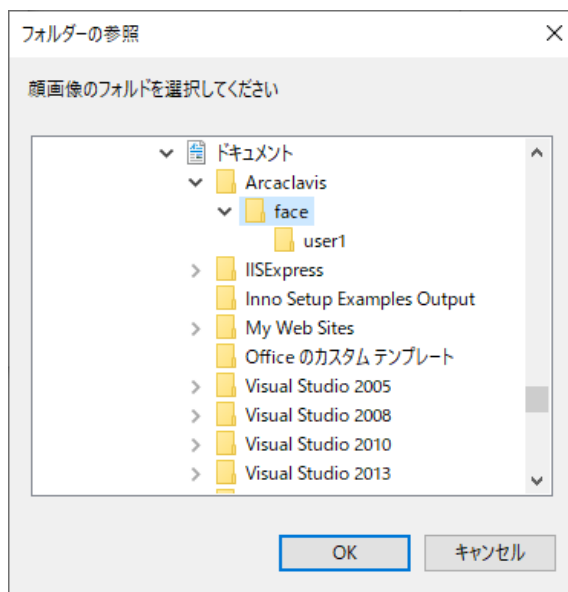 フォルダーの参照
顔画像のフォルドを選択してください
ドキュメント
Arcaclavis
face
user1
IISExpress
Inno Setup Examples Output
My Web Sites
Office のカスタム テンプレート
Visual Studio 2005
Visual Studio 2008
Visual Studio 2010
Visual Studio 2013
OK キャンセル